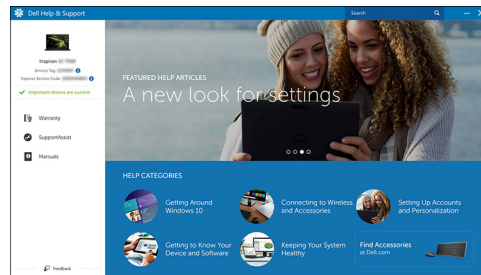 Dell Help & Support
Search
Inspiron
Service Tag
Express Service Code
Important drivers are current
Warranty
SupportAssist
Manuals
Feedback
FEATURED HELP ARTICLES
A new look for settings
HELP CATEGORIES
Getting Around
Windows 10
Connecting to Wireless
and Accessories
Setting Up Accounts
and Personalization
Getting to Know Your
Device and Software
Keeping Your System
Healthy
Find Accessories
at Dell.com